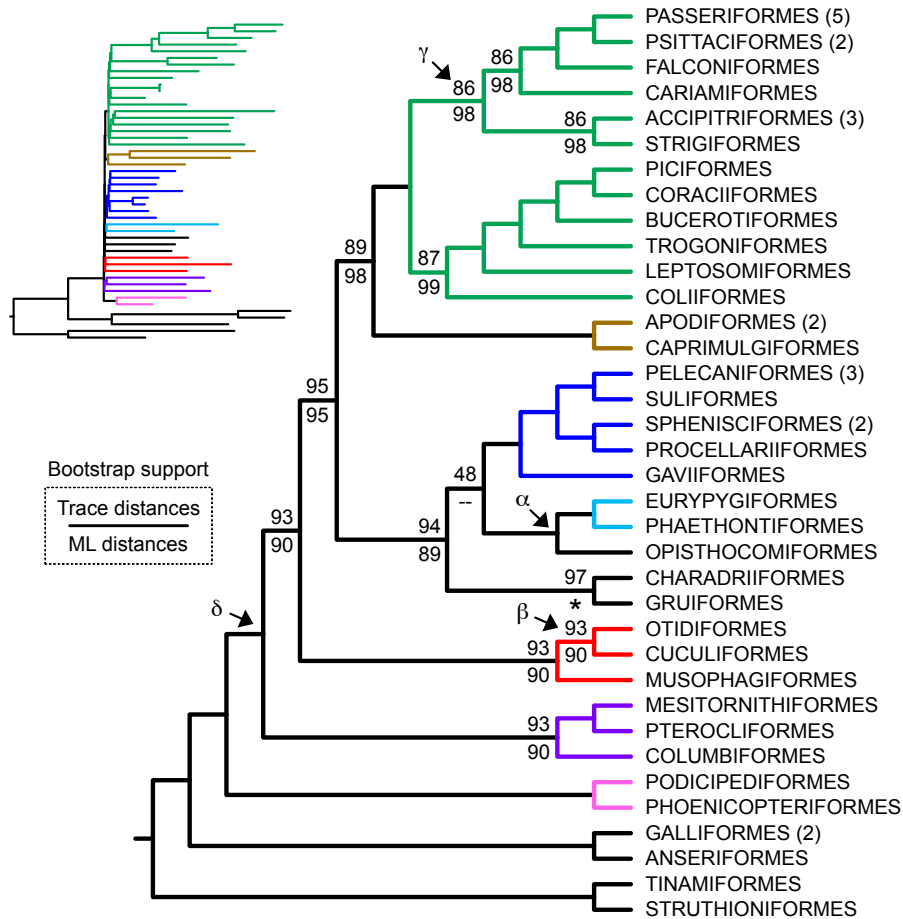 PASSERIFORMES (5)
PSITTACIFORMES (2)
FALCONIFORMES
CARIAMIFORMES
ACCIPITRIFORMES (3)
STRIGIFORMES
PICIFORMES
CORACIIFORMES
BUCEROTIFORMES
TROGONIFORMES
LEPTOSOMIFORMES
COLIIFORMES
APODIFORMES (2)
CAPRIMULGIFORMES
PELECANIFORMES (3)
SULIFORMES
SPHENISCIFORMES (2)
PROCELLARIIFORMES
GAVIIFORMES
EURYPYGIFORMES
PHAETHONTIFORMES
OPISTHOCOMIFORMES
CHARADRIIFORMES
GRUIFORMES
OTIDIFORMES
CUCULIFORMES
MUSOPHAGIFORMES
MESITORNITHIFORMES
PTEROCLIFORMES
COLUMBIFORMES
PODICIPEDIFORMES
PHOENICOPTERIFORMES
GALLIFORMES (2)
ANSERIFORMES
TINAMIFORMES
STRUTHIONIFORMES
γ
86
98
86
98
86
98
87
99
89
98
95
95
48
--
α
94
89
97
*
β
93
90
93
90
93
90
δ
93
90
Bootstrap support
Trace distances
ML distances